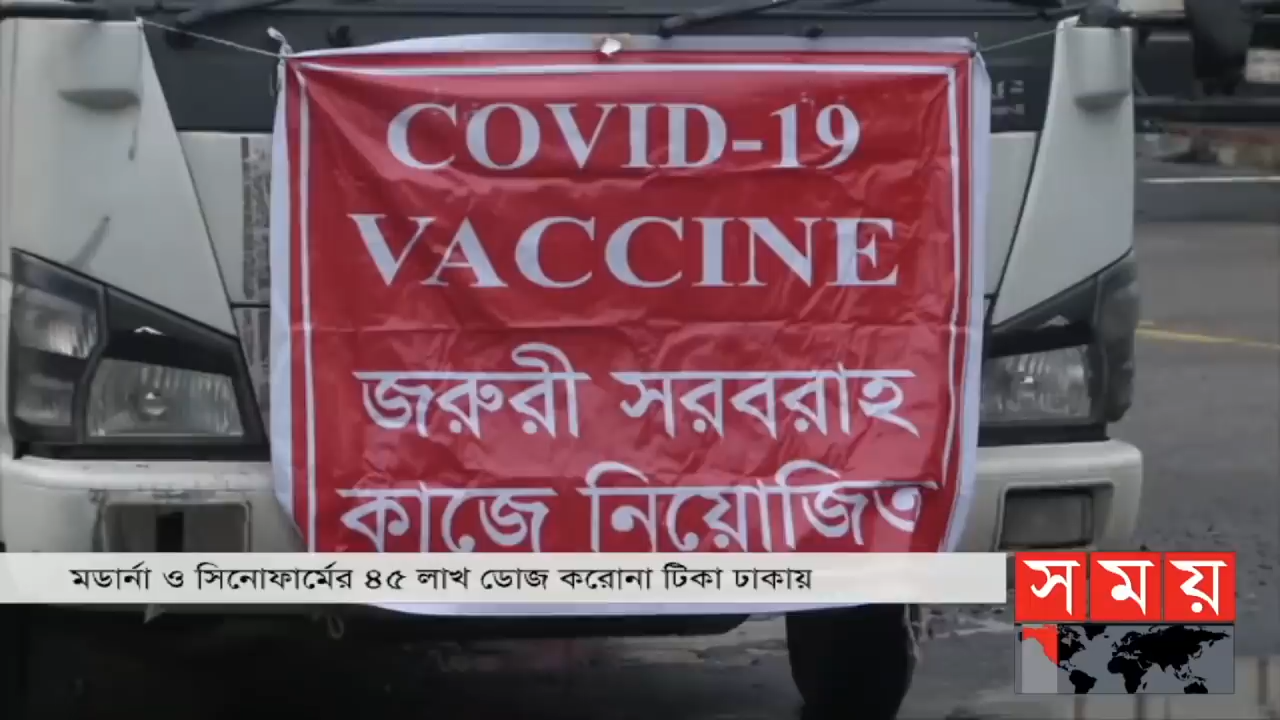 COVID-19
VACCINE
জরুরী সরবরাহ
কাজে নিয়োজিত
মডার্না ও সিনোফার্মের ৪৫ লাখ ডোজ করোনা টিকা ঢাকায়
সময়